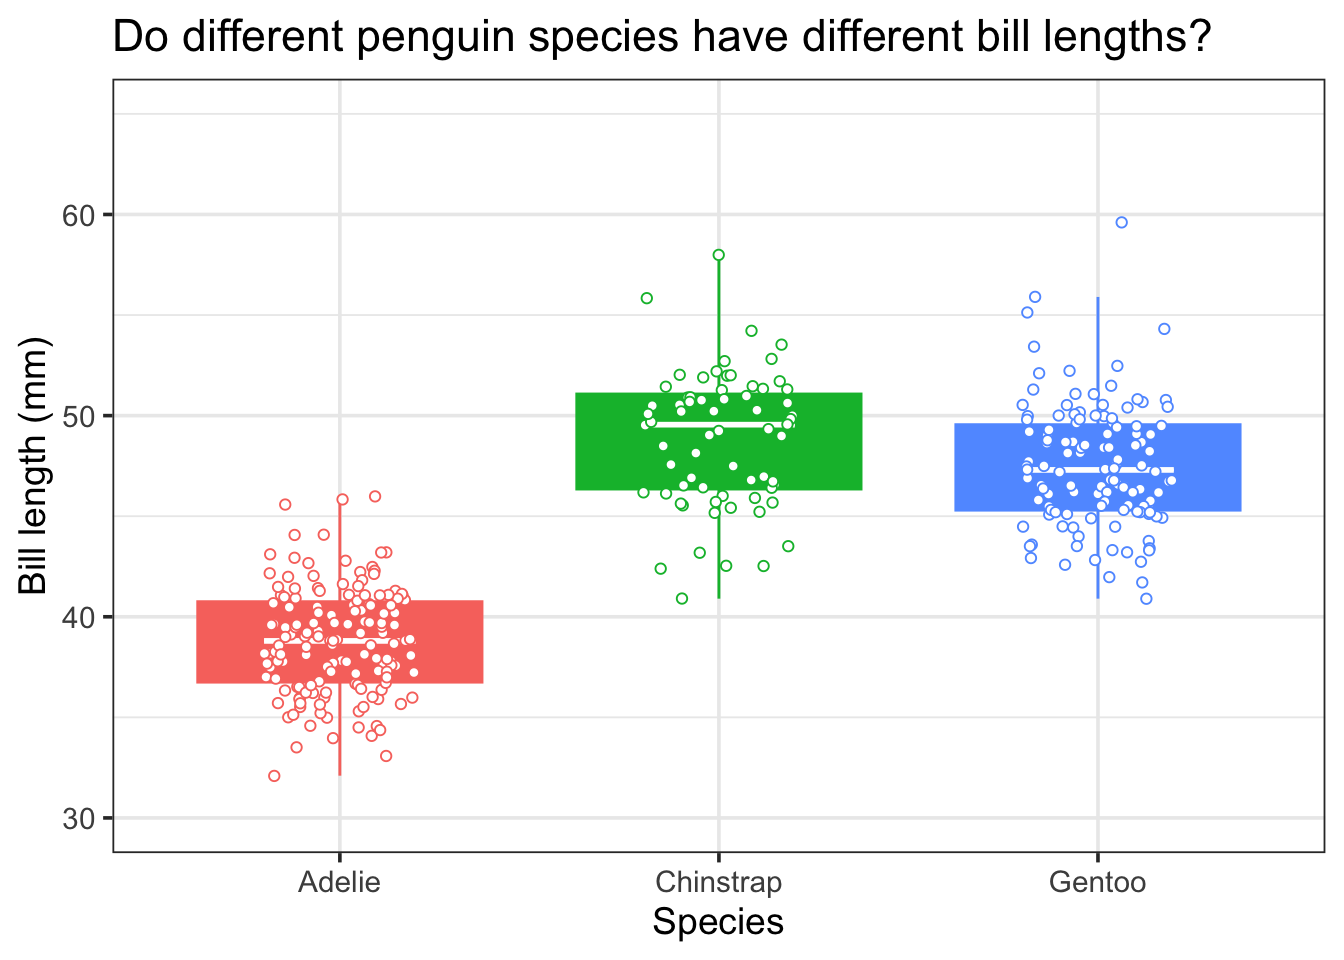 Do different penguin species have different bill lengths?
Bill length (mm)
60
50
40
30
Adelie
Chinstrap
Gentoo
Species